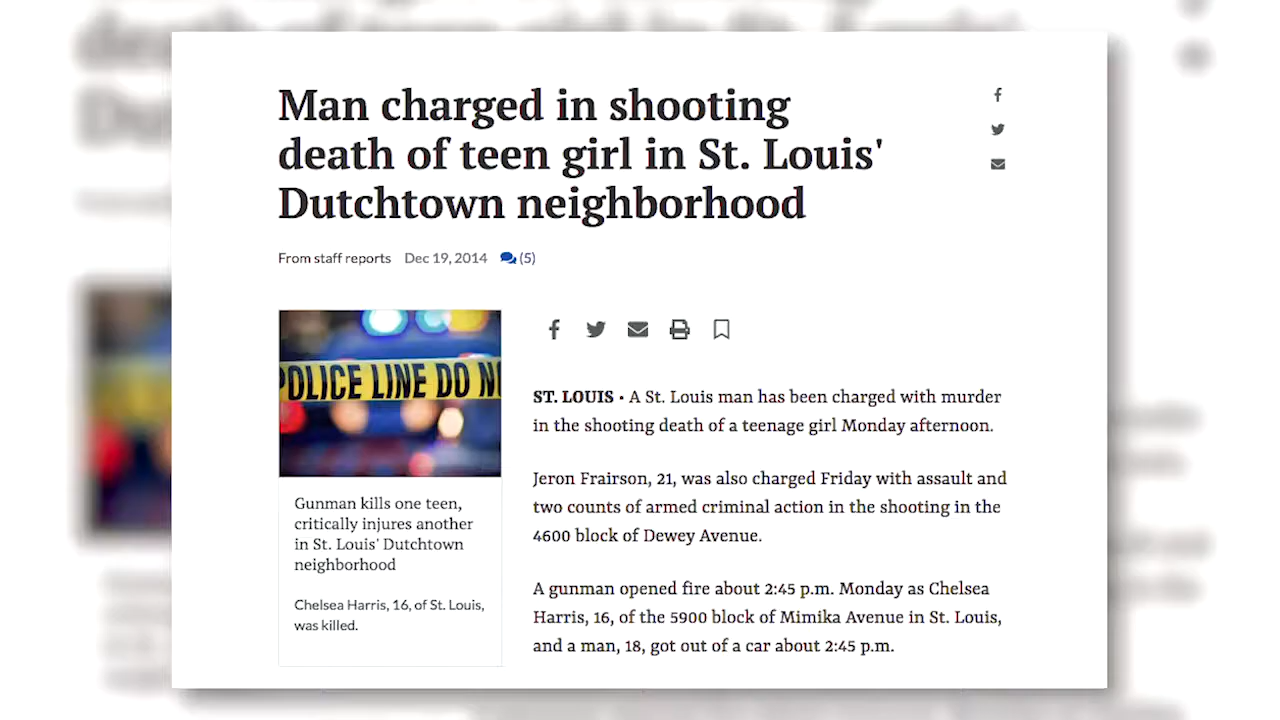 Man charged in shooting
death of teen girl in St. Louis'
Dutchtown neighborhood
From staff reports Dec 19, 2014 (5)
POLICE LINE DO
Gunman kills one teen,
critically injures another
in St. Louis' Dutchtown
neighborhood
Chelsea Harris, 16, of St. Louis,
was killed.
ST. LOUIS • A St. Louis man has been charged with murder
in the shooting death of a teenage girl Monday afternoon.
Jeron Frairson, 21, was also charged Friday with assault and
two counts of armed criminal action in the shooting in the
4600 block of Dewey Avenue.
A gunman opened fire about 2:45 p.m. Monday as Chelsea
Harris, 16, of the 5900 block of Mimika Avenue in St. Louis,
and a man, 18, got out of a car about 2:45 p.m.